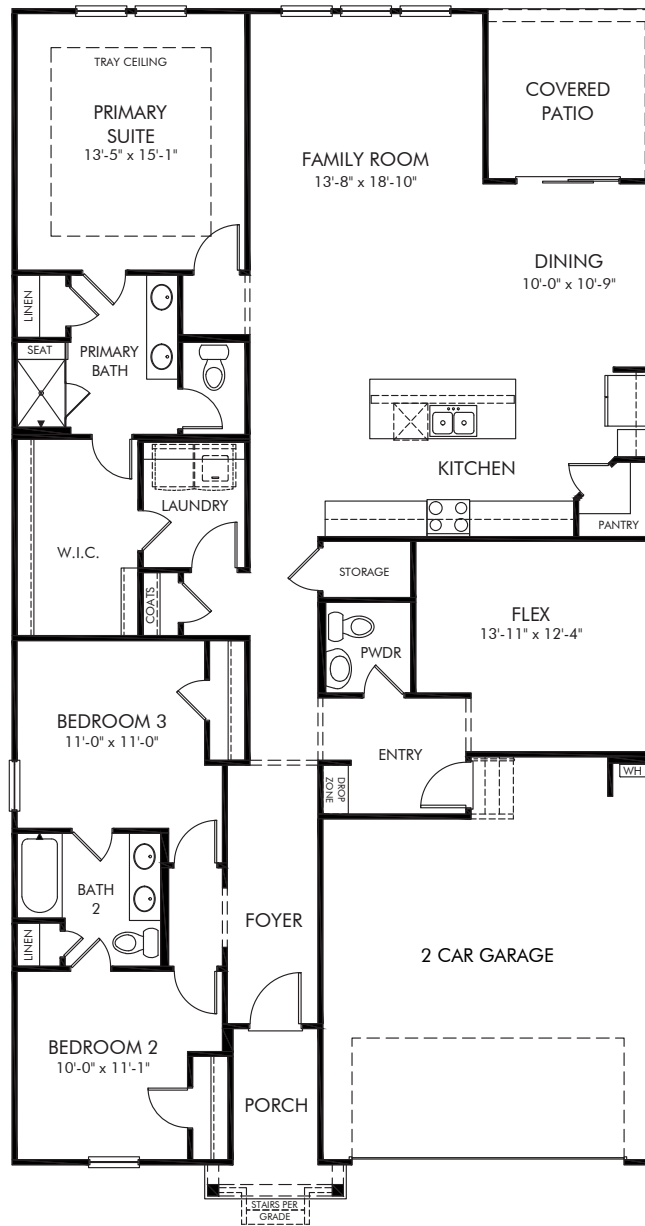 TRAY CEILING
PRIMARY
SUITE
13'-5" x 15'-1"
COVERED
PATIO
FAMILY ROOM
13'-8" x 18'-10"
DINING
10'-0" x 10'-9"
LINEN
SEAT
PRIMARY
BATH
KITCHEN
LAUNDRY
PANTRY
W.I.C.
STORAGE
COATS
FLEX
13'-11" x 12'-4"
PWDR
BEDROOM 3
11'-0" x 11'-0"
ENTRY
DROP
ZONE
WH
BATH
2
LINEN
FOYER
2 CAR GARAGE
BEDROOM 2
10'-0" x 11'-1"
PORCH
STAIRS PER
GRADE